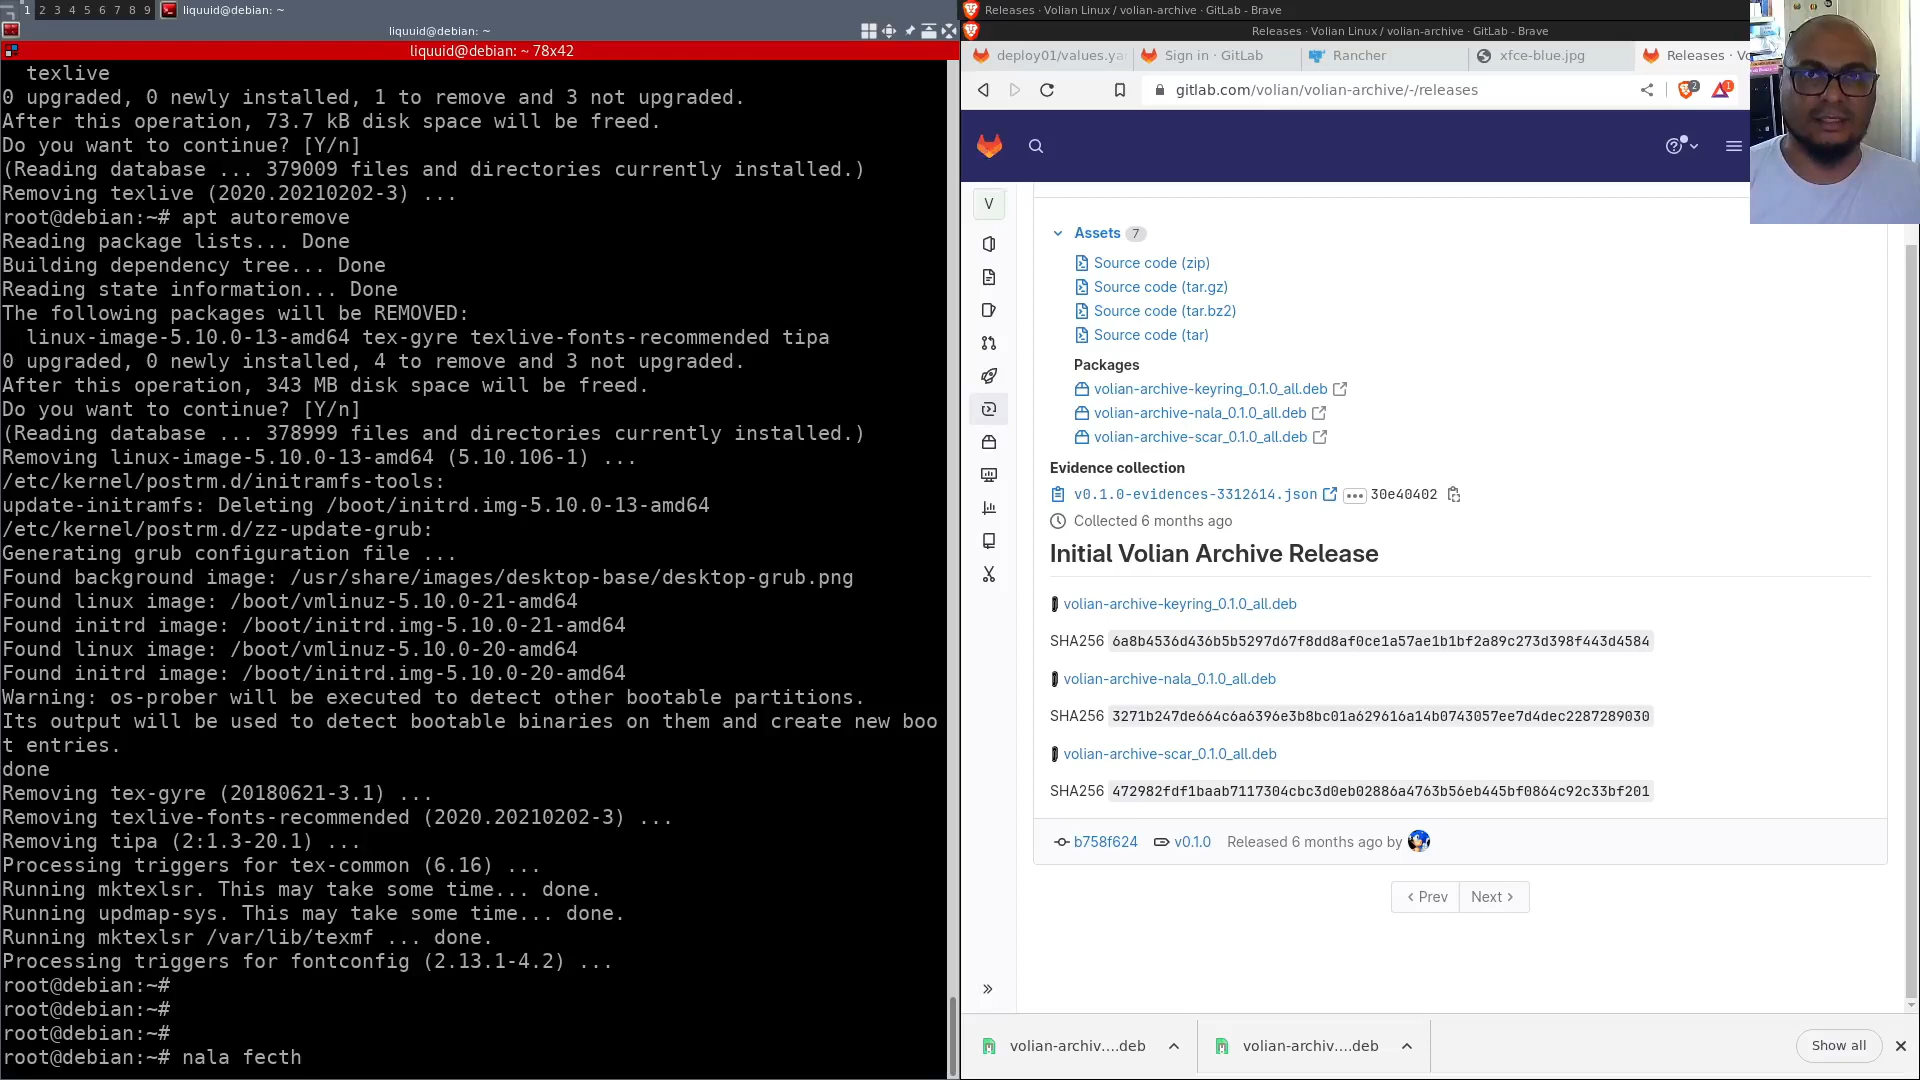 1 2 3 4 5 6 7 8 9 liquuid@debian: ~
liquuid@debian: ~
liquuid@debian: ~ 78x42
texlive
0 upgraded, 0 newly installed, 1 to remove and 3 not upgraded.
After this operation, 73.7 kB disk space will be freed.
Do you want to continue? [Y/n]
(Reading database ... 379009 files and directories currently installed.)
Removing texlive (2020.20210202-3) ...
root@debian:~# apt autoremove
Reading package lists... Done
Building dependency tree... Done
Reading state information... Done
The following packages will be REMOVED:
linux-image-5.10.0-13-amd64 tex-gyre texlive-fonts-recommended tipa
0 upgraded, 0 newly installed, 4 to remove and 3 not upgraded.
After this operation, 343 MB disk space will be freed.
Do you want to continue? [Y/n]
(Reading database ... 378999 files and directories currently installed.)
Removing linux-image-5.10.0-13-amd64 (5.10.106-1) ...
/etc/kernel/postrm.d/initramfs-tools:
update-initramfs: Deleting /boot/initrd.img-5.10.0-13-amd64
/etc/kernel/postrm.d/zz-update-grub:
Generating grub configuration file ...
Found background image: /usr/share/images/desktop-base/desktop-grub.png
Found linux image: /boot/vmlinuz-5.10.0-21-amd64
Found initrd image: /boot/initrd.img-5.10.0-21-amd64
Found linux image: /boot/vmlinuz-5.10.0-20-amd64
Found initrd image: /boot/initrd.img-5.10.0-20-amd64
Warning: os-prober will be executed to detect other bootable partitions.
Its output will be used to detect bootable binaries on them and create new boo
t entries.
done
Removing tex-gyre (20180621-3.1) ...
Removing texlive-fonts-recommended (2020.20210202-3) ...
Removing tipa (2:1.3-20.1) ...
Processing triggers for tex-common (6.16) ...
Running mktexlsr. This may take some time... done.
Running updmap-sys. This may take some time... done.
Running mktexlsr /var/lib/texmf ... done.
Processing triggers for fontconfig (2.13.1-4.2) ...
root@debian:~#
root@debian:~#
root@debian:~#
root@debian:~# nala fecth
Releases · Volian Linux / volian-archive · GitLab - Brave
Releases · Volian Linux / volian-archive · GitLab - Brave
deploy01/values.ya Sign in · GitLab Rancher xfce-blue.jpg Releases · Vo
gitlab.com/volian/volian-archive/-/releases 2 1
V
Assets 7
Source code (zip)
Source code (tar.gz)
Source code (tar.bz2)
Source code (tar)
Packages
volian-archive-keyring_0.1.0_all.deb
volian-archive-nala_0.1.0_all.deb
volian-archive-scar_0.1.0_all.deb
Evidence collection
v0.1.0-evidences-3312614.json ... 30e40402
Collected 6 months ago
Initial Volian Archive Release
volian-archive-keyring_0.1.0_all.deb
SHA256 6a8b4536d436b5b5297d67f8dd8af0ce1a57ae1b1bf2a89c273d398f443d4584
volian-archive-nala_0.1.0_all.deb
SHA256 3271b247de664c6a6396e3b8bc01a629616a14b0743057ee7d4dec2287289030
volian-archive-scar_0.1.0_all.deb
SHA256 472982fdf1baab7117304cbc3d0eb02886a4763b56eb445bf0864c92c33bf201
b758f624 v0.1.0 Released 6 months ago by
Prev Next
volian-archiv....deb volian-archiv....deb Show all